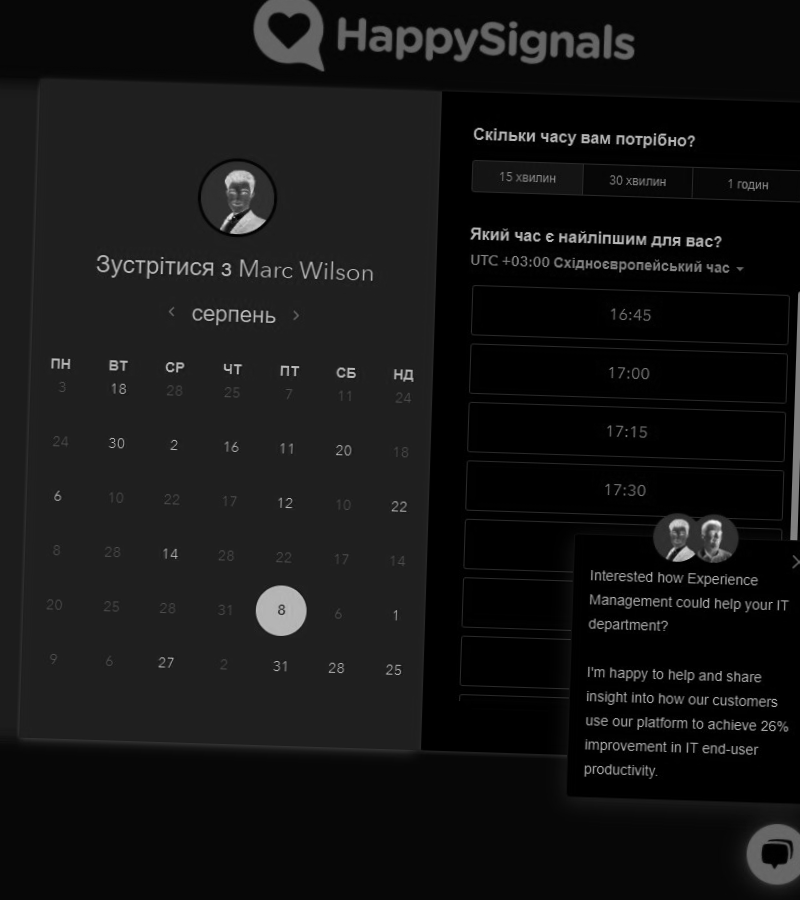 HappySignals
Зустрітися з Marc Wilson
серпень
ПН ВТ СР ЧТ ПТ СБ НД
3 18 28 25 7 11 24
24 30 2 16 11 20 18
6 10 22 17 12 10 22
8 28 14 28 22 17 14
20 25 28 31 8 6 1
9 6 27 2 31 28 25
Скільки часу вам потрібно?
15 хвилин 30 хвилин 1 годин
Який час є найліпшим для вас?
UTC +03:00 Східноєвропейський час
16:45
17:00
17:15
17:30
Interested how Experience
Management could help your IT
department?
I'm happy to help and share
insight into how our customers
use our platform to achieve 26%
improvement in IT end-user
productivity.